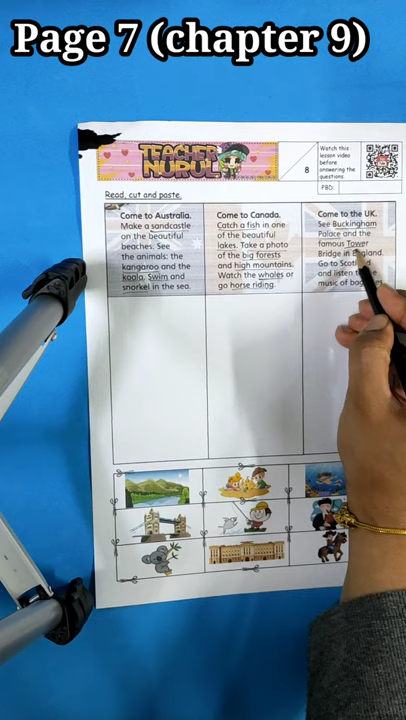 Page 7 (chapter 9)
TEACHER
NURUL
8
Watch this
lesson video
before
answering the
questions
PBD:
Read, cut and paste.
Come to Australia.
Make a sandcastle
on the beautiful
beaches. See
the animals: the
kangaroo and the
koala. Swim and
snorkel in the sea.
Come to Canada.
Catch a fish in one
of the beautiful
lakes. Take a photo
of the big forests
and high mountains.
Watch the whales or
go horse riding.
Come to the UK.
See Buckingham
Palace and the
famous Tower
Bridge in England.
Go to Scotland
and listen to the
music of